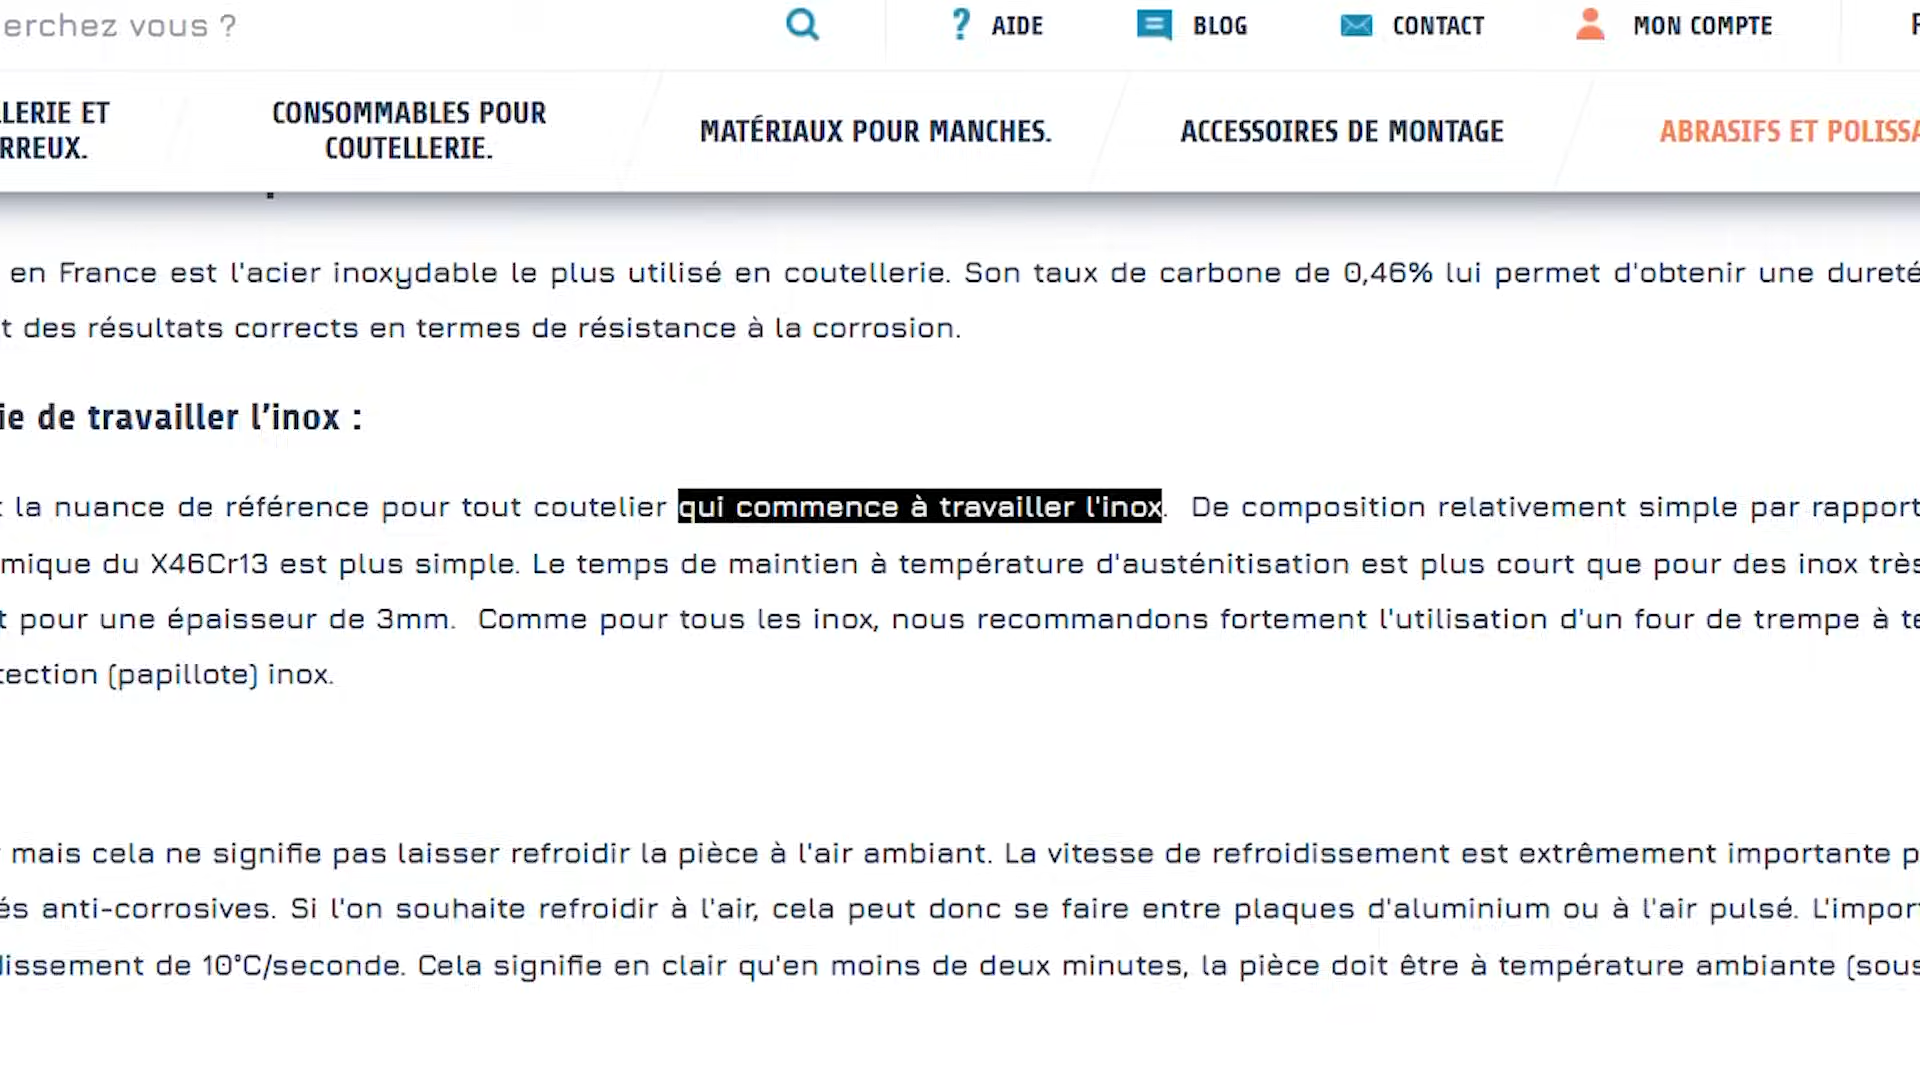 erchez vous ?
AIDE
BLOG
CONTACT
MON COMPTE
LERIE ET
RREUX.
CONSOMMABLES POUR
COUTELLERIE.
MATÉRIAUX POUR MANCHES.
ACCESSOIRES DE MONTAGE
ABRASIFS ET POLISSA
en France est l'acier inoxydable le plus utilisé en coutellerie. Son taux de carbone de 0,46% lui permet d'obtenir une dureté
t des résultats corrects en termes de résistance à la corrosion.
ie de travailler l'inox :
la nuance de référence pour tout coutelier qui commence à travailler l'inox. De composition relativement simple par rapport
mique du X46Cr13 est plus simple. Le temps de maintien à température d'austénitisation est plus court que pour des inox très
t pour une épaisseur de 3mm. Comme pour tous les inox, nous recommandons fortement l'utilisation d'un four de trempe à te
tection (papillote) inox.
mais cela ne signifie pas laisser refroidir la pièce à l'air ambiant. La vitesse de refroidissement est extrêmement importante p
és anti-corrosives. Si l'on souhaite refroidir à l'air, cela peut donc se faire entre plaques d'aluminium ou à l'air pulsé. L'import
dissement de 10°C/seconde. Cela signifie en clair qu'en moins de deux minutes, la pièce doit être à température ambiante (sous